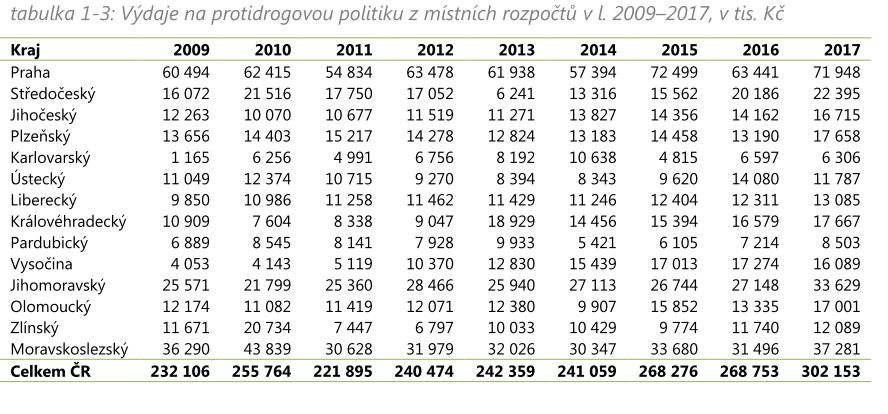 tabulka 1-3: Výdaje na protidrogovou politiku z místních rozpočtů v l. 2009–2017, v tis. Kč
Kraj 2009 2010 2011 2012 2013 2014 2015 2016 2017
Praha 60 494 62 415 54 834 63 478 61 938 57 394 72 499 63 441 71 948
Středočeský 16 072 21 516 17 750 17 052 6 241 13 316 15 562 20 186 22 395
Jihočeský 12 263 10 070 10 677 11 519 11 271 13 827 14 356 14 162 16 715
Plzeňský 13 656 14 403 15 217 14 278 12 824 13 183 14 458 13 190 17 658
Karlovarský 1 165 6 256 4 991 6 756 8 192 10 638 4 815 6 597 6 306
Ústecký 11 049 12 374 10 715 9 270 8 394 8 343 9 620 14 080 11 787
Liberecký 9 850 10 986 11 258 11 462 11 429 11 246 12 404 12 311 13 085
Královéhradecký 10 909 7 604 8 338 9 047 18 929 14 456 15 394 16 579 17 667
Pardubický 6 889 8 545 8 141 7 928 9 933 5 421 6 105 7 214 8 503
Vysočina 4 053 4 143 5 119 10 370 12 830 15 439 17 013 17 274 16 089
Jihomoravský 25 571 21 799 25 360 28 466 25 940 27 113 26 744 27 148 33 629
Olomoucký 12 174 11 082 11 419 12 071 12 380 9 907 15 852 13 335 17 001
Zlínský 11 671 20 734 7 447 6 797 10 033 10 429 9 774 11 740 12 089
Moravskoslezský 36 290 43 839 30 628 31 979 32 026 30 347 33 680 31 496 37 281
Celkem ČR 232 106 255 764 221 895 240 474 242 359 241 059 268 276 268 753 302 153